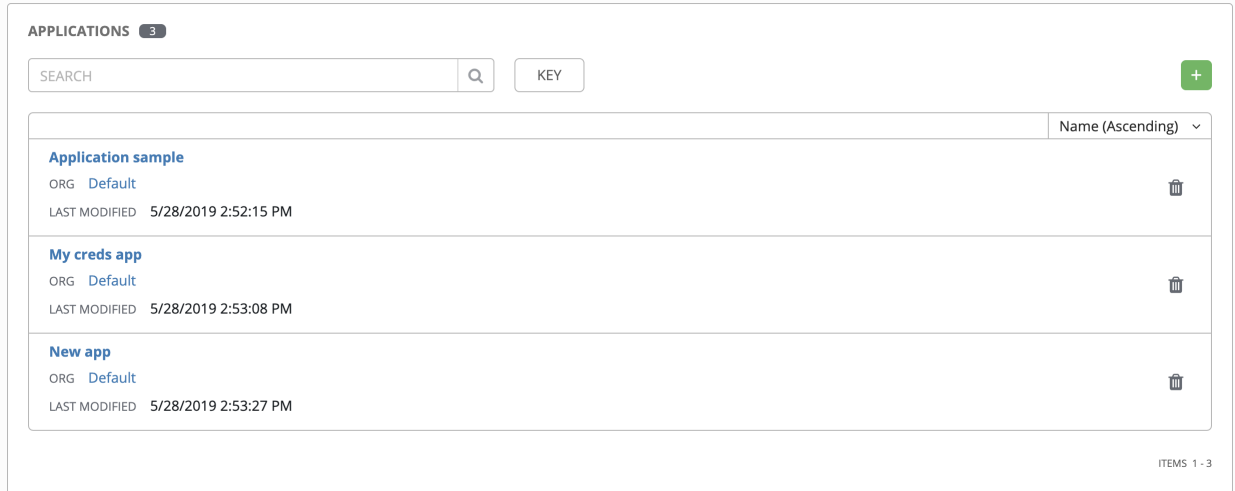 APPLICATIONS 3
SEARCH KEY +
Name (Ascending)
Application sample
ORG Default
LAST MODIFIED 5/28/2019 2:52:15 PM
My creds app
ORG Default
LAST MODIFIED 5/28/2019 2:53:08 PM
New app
ORG Default
LAST MODIFIED 5/28/2019 2:53:27 PM
ITEMS 1 - 3